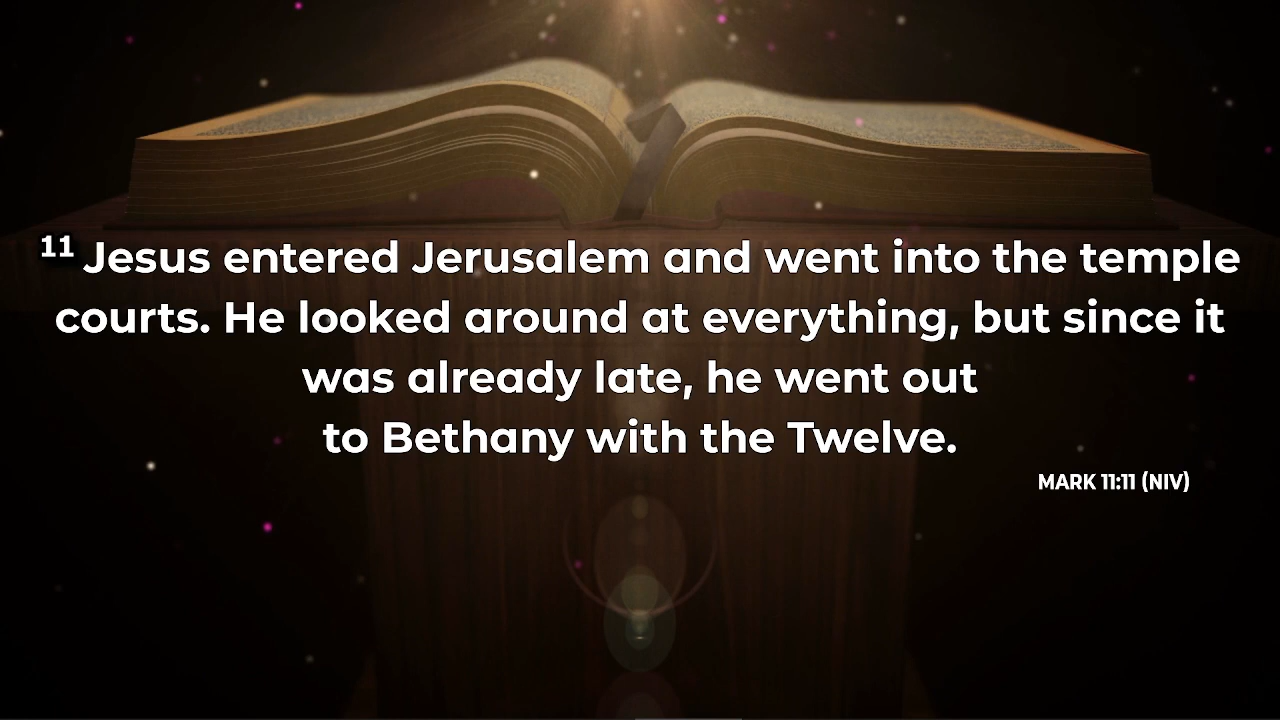 11 Jesus entered Jerusalem and went into the temple
courts. He looked around at everything, but since it
was already late, he went out
to Bethany with the Twelve.
MARK 11:11 (NIV)